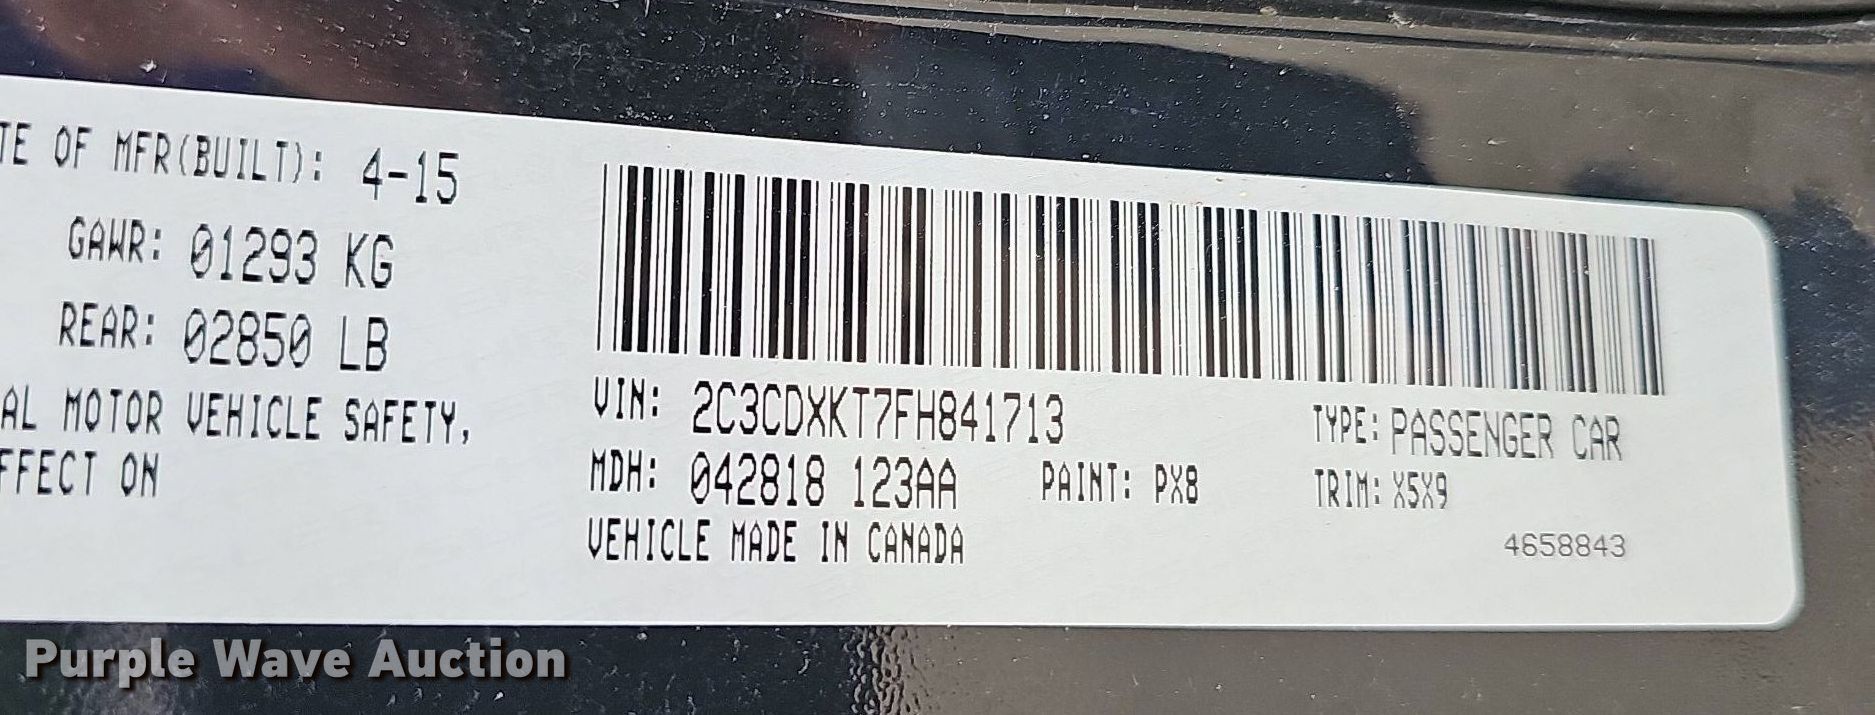 TE OF MFR(BUILT): 4-15
GAWR: 01293 KG
REAR: 02850 LB
AL MOTOR VEHICLE SAFETY,
FFECT ON
VIN: 2C3CDXKT7FH841713
TYPE: PASSENGER CAR
MDH: 042818 123AA PAINT: PX8
TRIM: X5X9
VEHICLE MADE IN CANADA
4658843
Purple Wave Auction